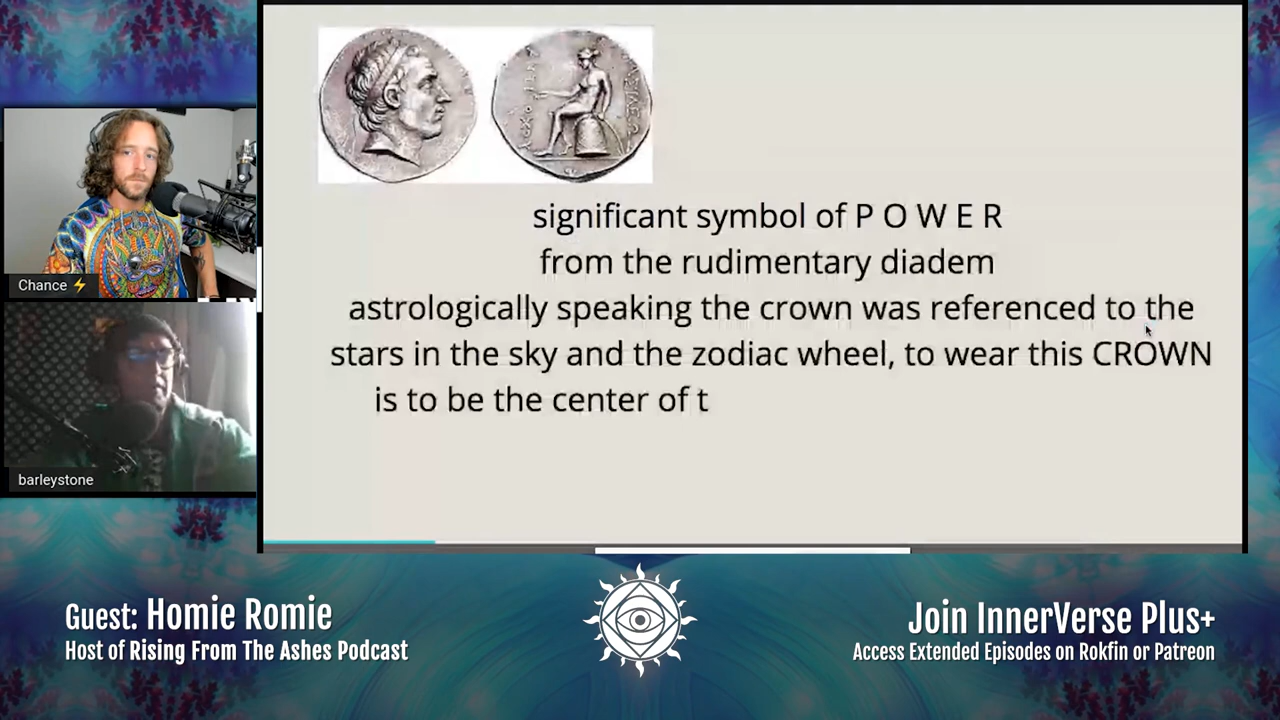 significant symbol of P O W E R
from the rudimentary diadem
astrologically speaking the crown was referenced to the
stars in the sky and the zodiac wheel, to wear this CROWN
is to be the center of t
Chance
barleystone
Guest: Homie Romie
Host of Rising From The Ashes Podcast
Join InnerVerse Plus+
Access Extended Episodes on Rokfin or Patreon